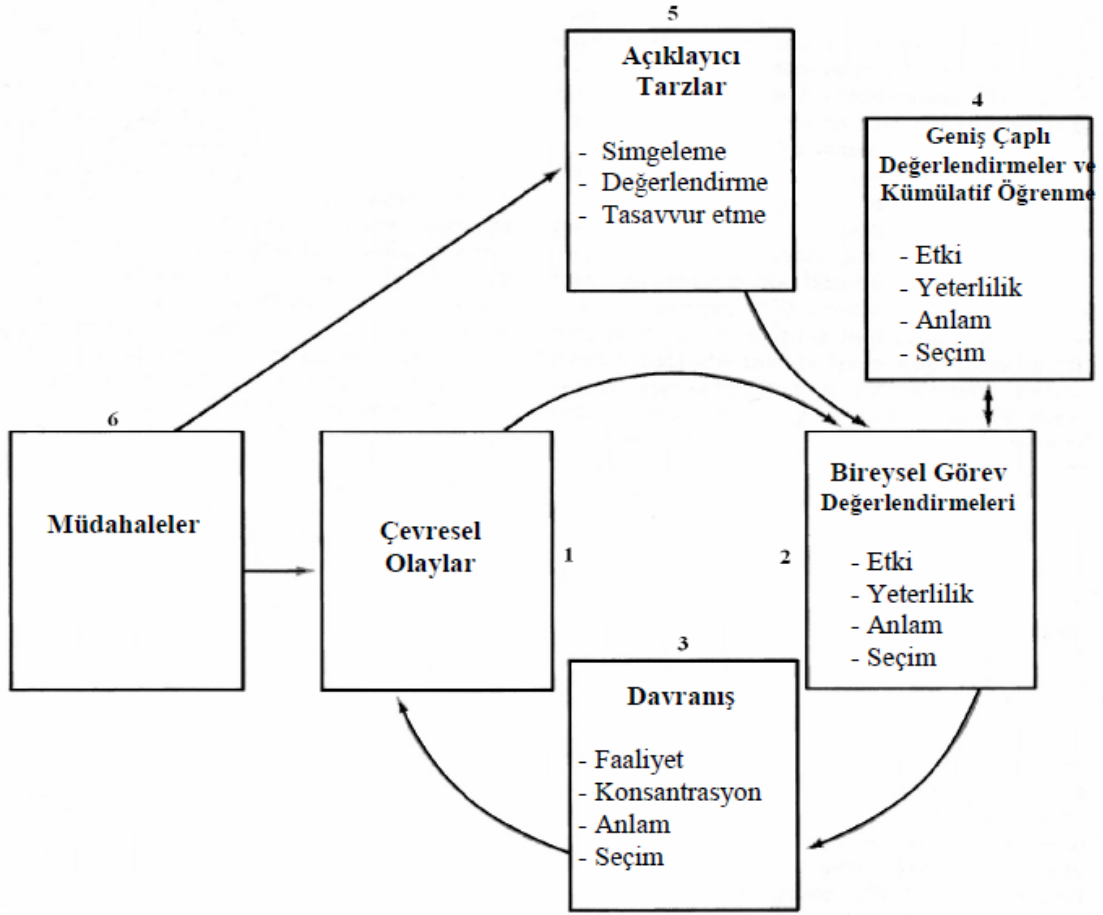 5
Açıklayıcı
Tarzlar
- Simgeleme
- Değerlendirme
- Tasavvur etme
4
Geniş Çaplı
Değerlendirmeler ve
Kümülatif Öğrenme
- Etki
- Yeterlilik
- Anlam
- Seçim
6
Müdahaleler
Çevresel
Olaylar
1
2
Bireysel Görev
Değerlendirmeleri
- Etki
- Yeterlilik
- Anlam
- Seçim
3
Davranış
- Faaliyet
- Konsantrasyon
- Anlam
- Seçim